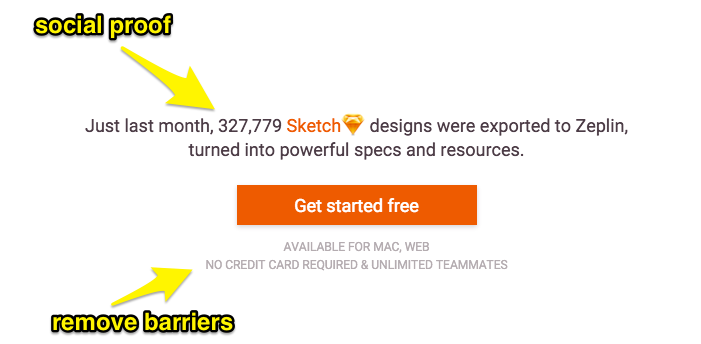 social proof
Just last month, 327,779 Sketch designs were exported to Zeplin,
turned into powerful specs and resources.
Get started free
AVAILABLE FOR MAC, WEB
NO CREDIT CARD REQUIRED & UNLIMITED TEAMMATES
remove barriers